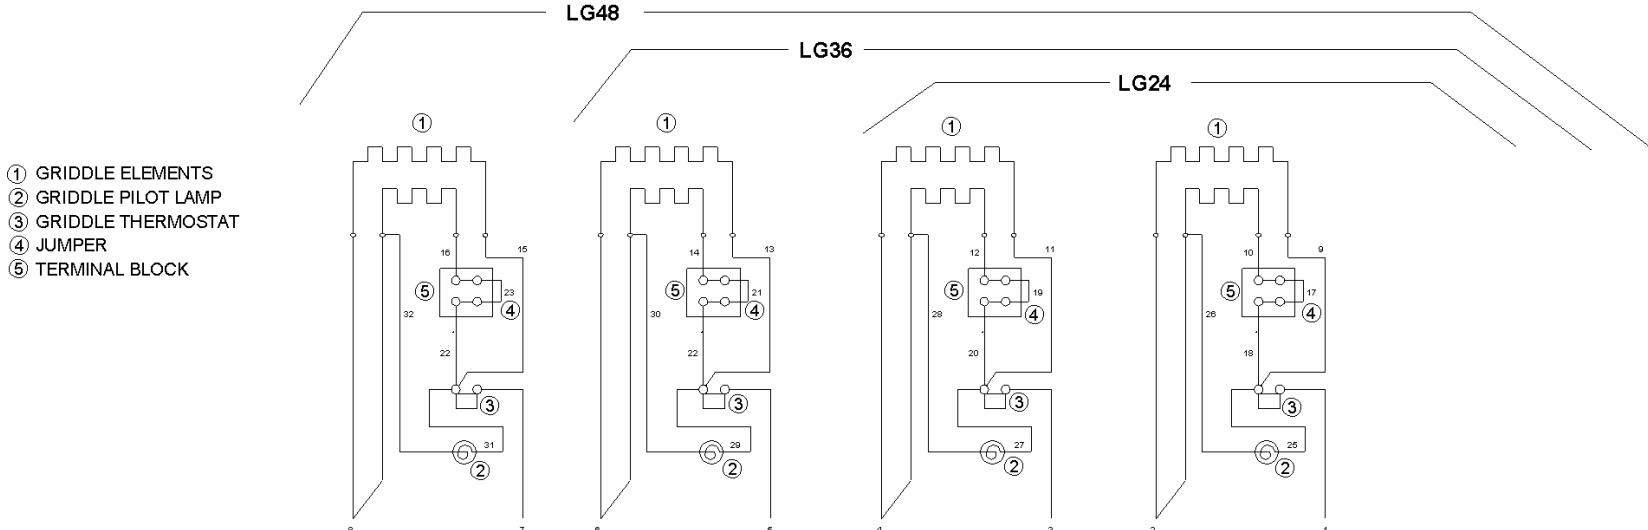 LG48
LG36
LG24
① ① ① ①
① GRIDDLE ELEMENTS
② GRIDDLE PILOT LAMP
③ GRIDDLE THERMOSTAT
④ JUMPER
⑤ TERMINAL BLOCK
16 15 14 13 12 11 10 9
⑤ 23 ⑤ 21 ⑤ 19 ⑤ 17
④ ④ ④ ④
32 30 28 26
22 22 20 18
③ ③ ③ ③
31 29 27 25
② ② ② ②